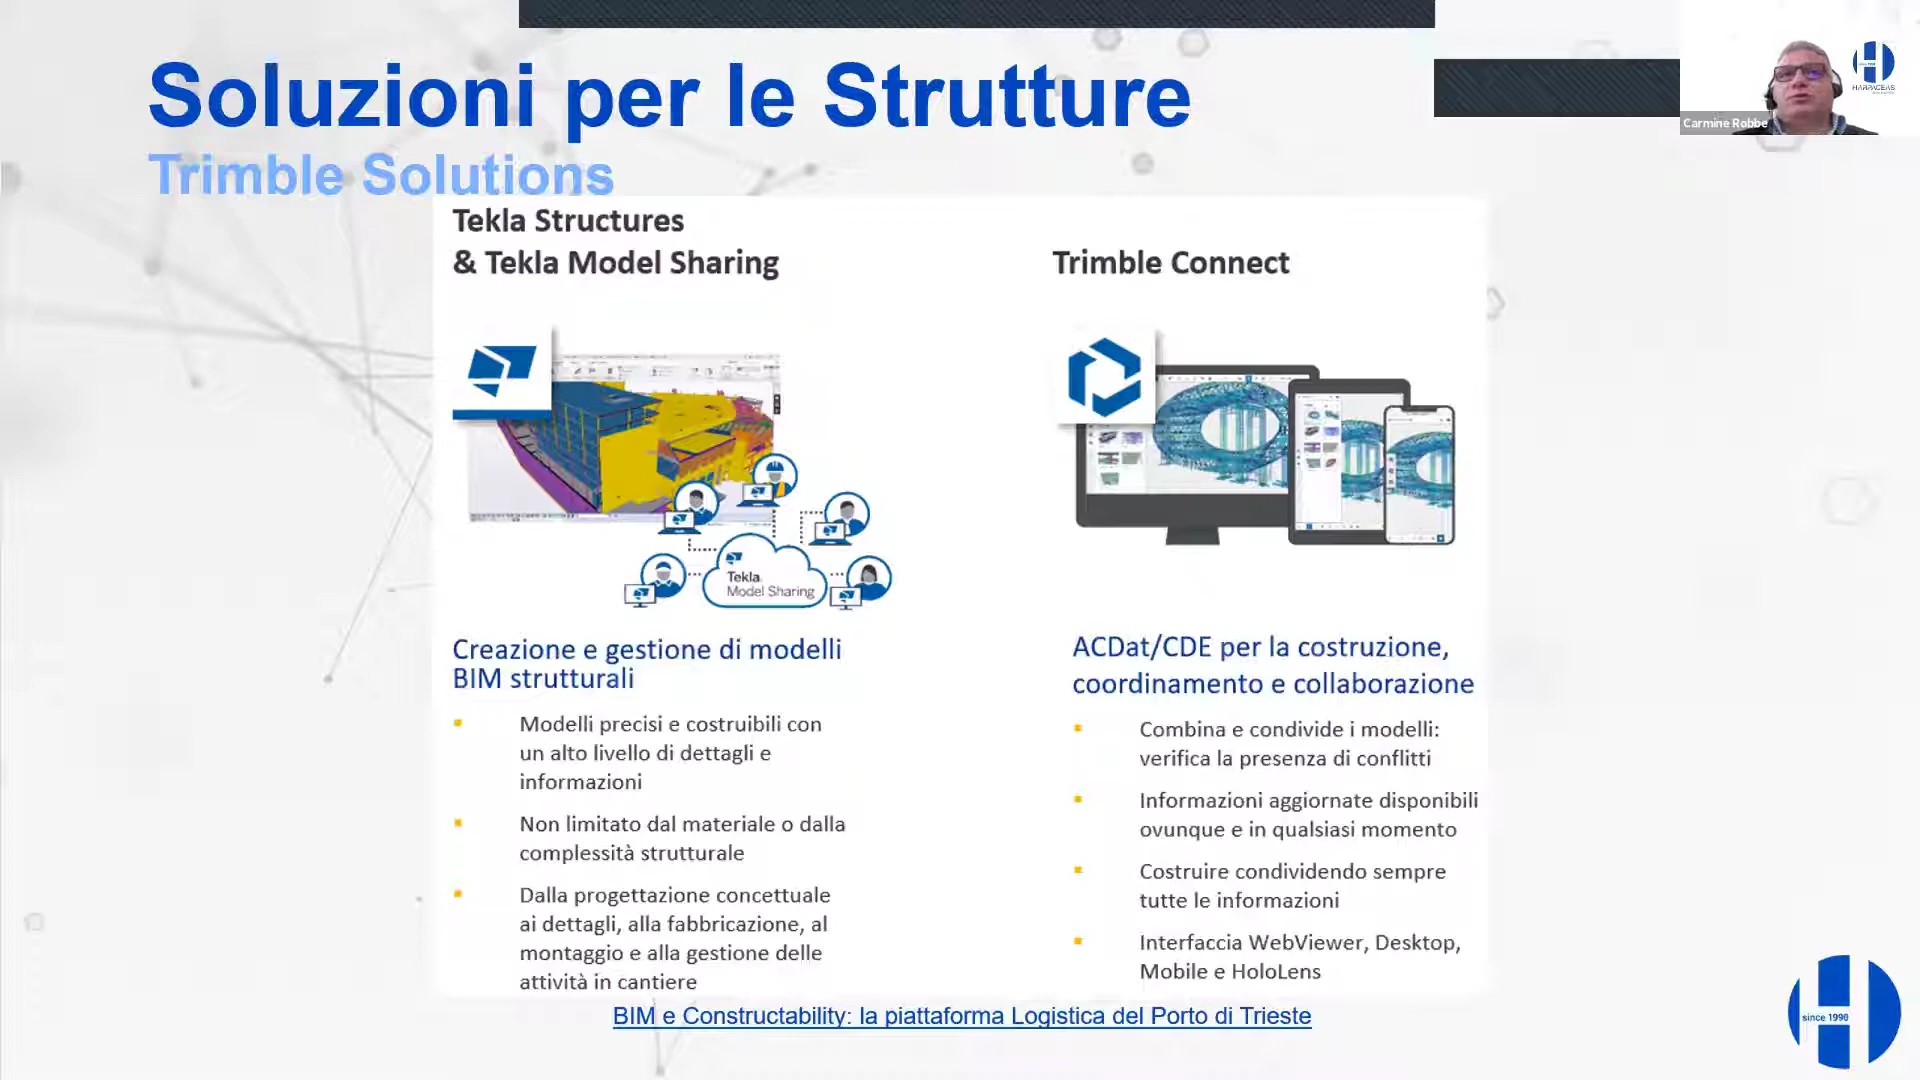 Soluzioni per le Strutture
Trimble Solutions
Carmine Robbe
HARPACEAS
Tekla Structures
& Tekla Model Sharing
Tekla
Model Sharing
Creazione e gestione di modelli
BIM strutturali
Modelli precisi e costruibili con
un alto livello di dettagli e
informazioni
Non limitato dal materiale o dalla
complessità strutturale
Dalla progettazione concettuale
ai dettagli, alla fabbricazione, al
montaggio e alla gestione delle
attività in cantiere
Trimble Connect
ACDat/CDE per la costruzione,
coordinamento e collaborazione
Combina e condivide i modelli:
verifica la presenza di conflitti
Informazioni aggiornate disponibili
ovunque e in qualsiasi momento
Costruire condividendo sempre
tutte le informazioni
Interfaccia WebViewer, Desktop,
Mobile e HoloLens
BIM e Constructability: la piattaforma Logistica del Porto di Trieste
since 1990